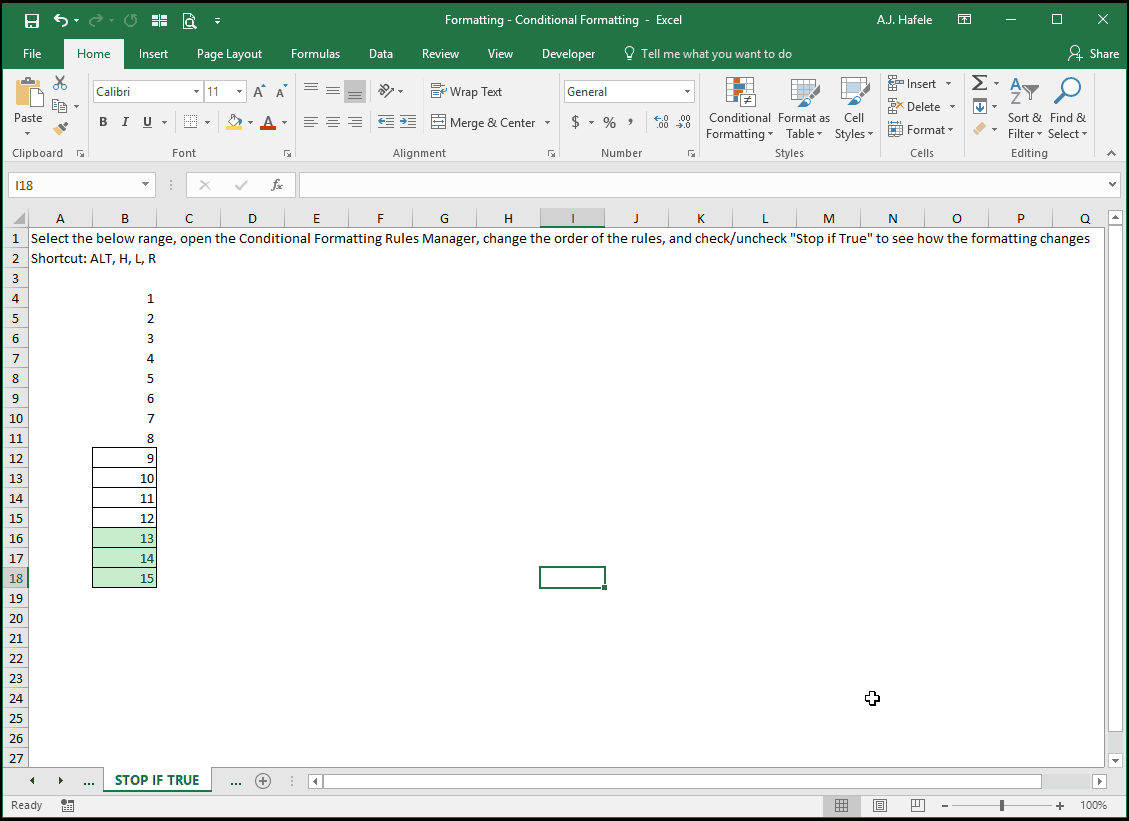 Formatting - Conditional Formatting - Excel
A.J. Hafele
File Home Insert Page Layout Formulas Data Review View Developer Tell me what you want to do Share
Paste
Calibri 11
Wrap Text
General
Conditional Formatting
Format as Table
Cell Styles
Insert
Delete
Format
Sort & Filter
Find & Select
B I U A
Merge & Center
$ % ,
Clipboard Font Alignment Number Styles Cells Editing
I18 fx
A B C D E F G H I J K L M N O P Q
1 Select the below range, open the Conditional Formatting Rules Manager, change the order of the rules, and check/uncheck "Stop if True" to see how the formatting changes
2 Shortcut: ALT, H, L, R
3
4 1
5 2
6 3
7 4
8 5
9 6
10 7
11 8
12 9
13 10
14 11
15 12
16 13
17 14
18 15
19
20
21
22
23
24
25
26
27
... STOP IF TRUE ...
Ready 100%